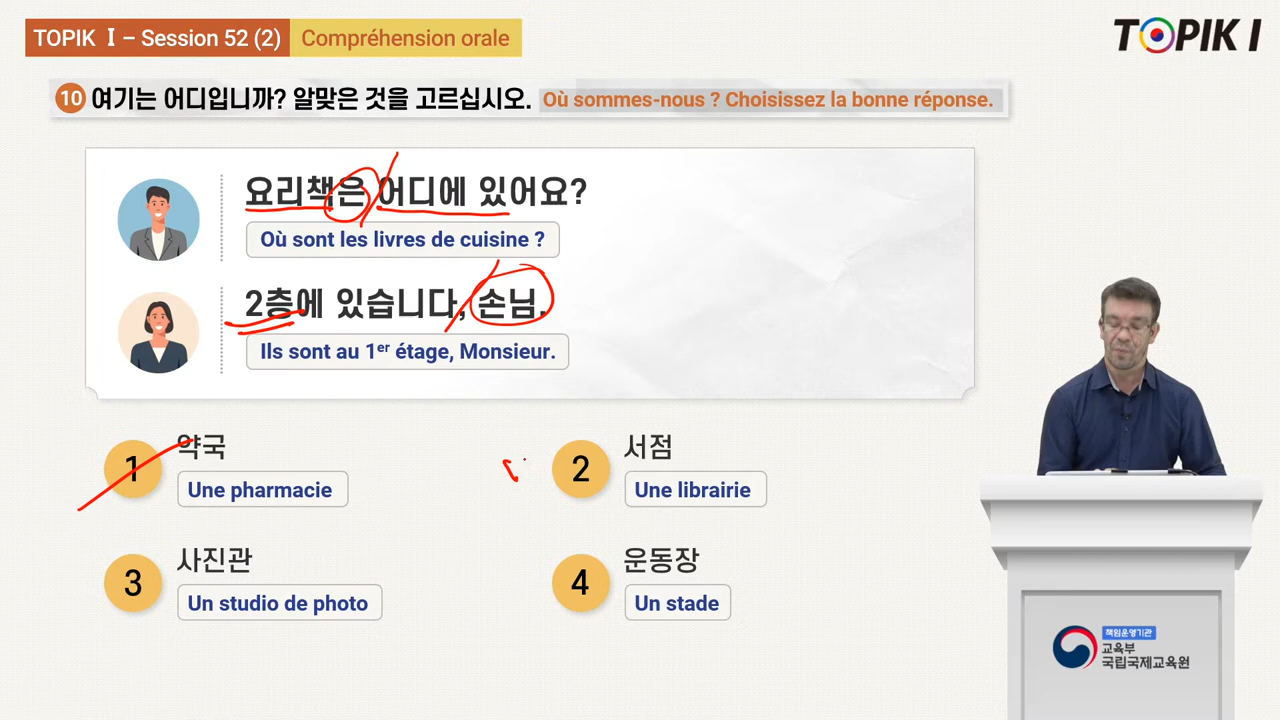 TOPIK Ⅰ – Session 52 (2) Compréhension orale
TOPIK I
10 여기는 어디입니까? 알맞은 것을 고르십시오. Où sommes-nous ? Choisissez la bonne réponse.
요리책은 어디에 있어요?
Où sont les livres de cuisine ?
2층에 있습니다, 손님.
Ils sont au 1er étage, Monsieur.
1 약국
Une pharmacie
2 서점
Une librairie
3 사진관
Un studio de photo
4 운동장
Un stade
책임운영기관
교육부
국립국제교육원